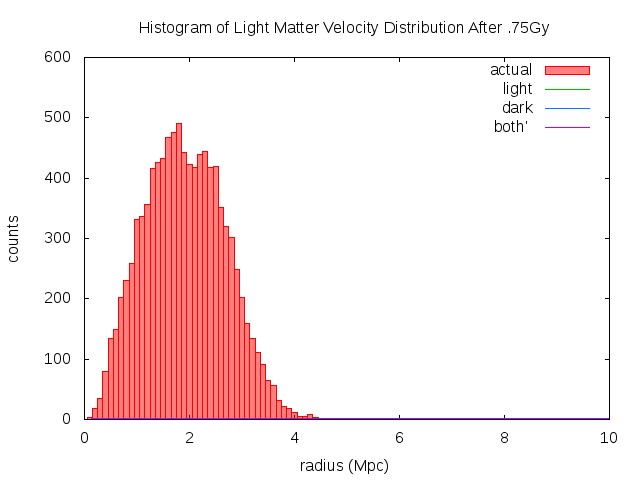 Histogram of Light Matter Velocity Distribution After .75Gy
600
500
400
300
200
100
0
counts
actual
light
dark
both'
0 2 4 6 8 10
radius (Mpc)